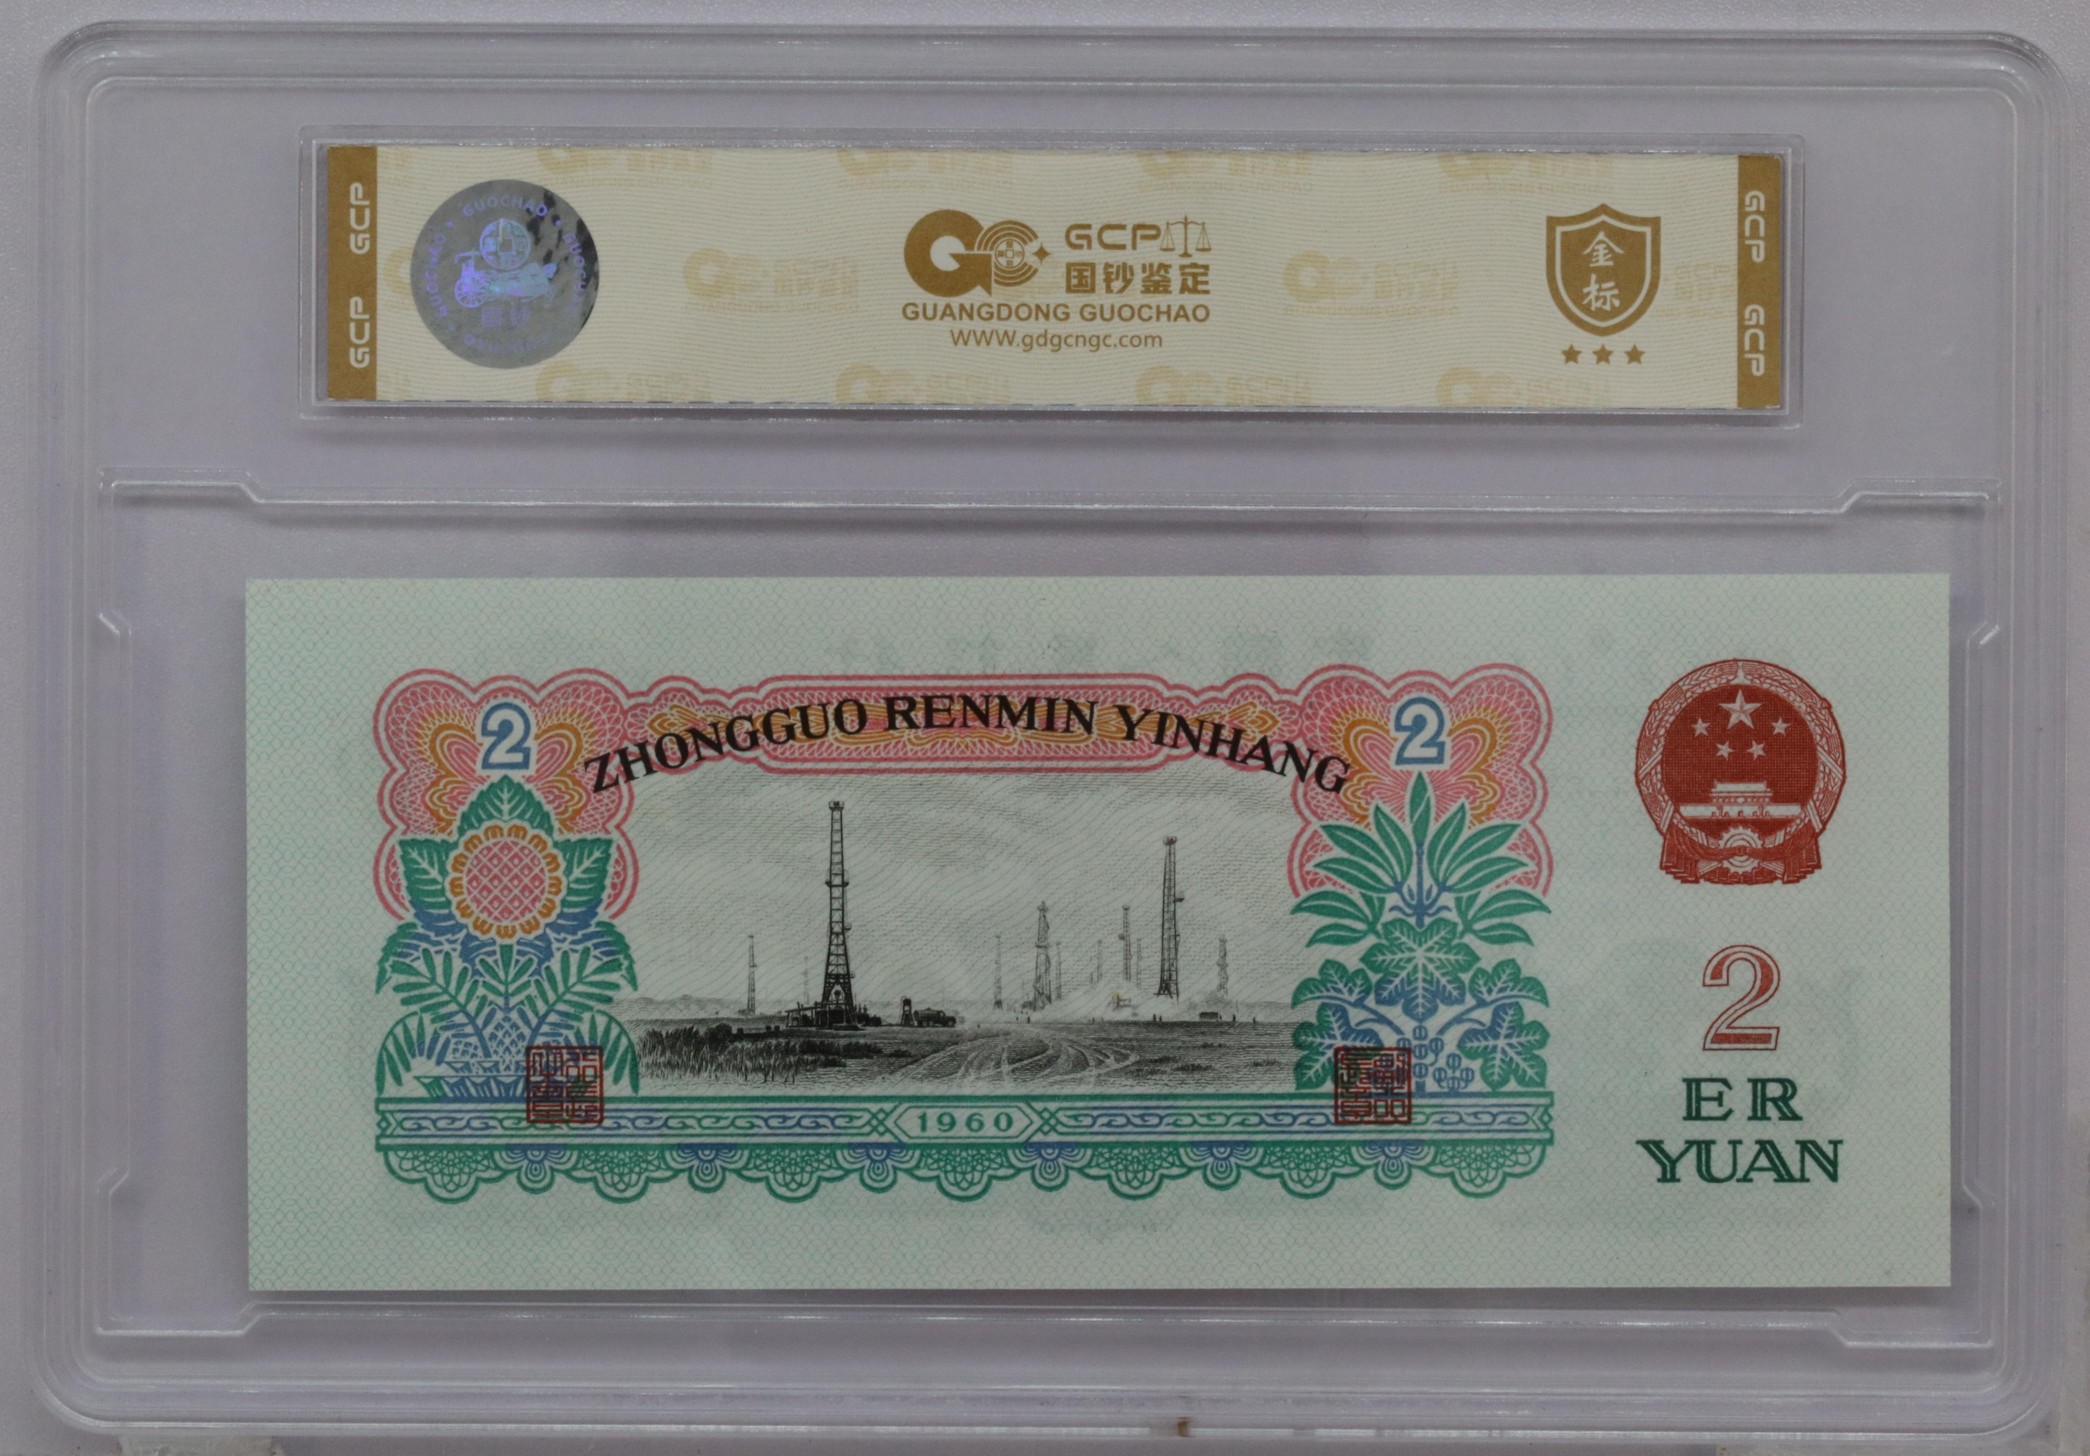 GCP
GCP
GUOCHAO
GCP
国钞鉴定
GUANGDONG GUOCHAO
WWW.gdgcngc.com
金标
GCP
GCP
2
ZHONGGUO RENMIN YINHANG
2
1960
2
ER
YUAN